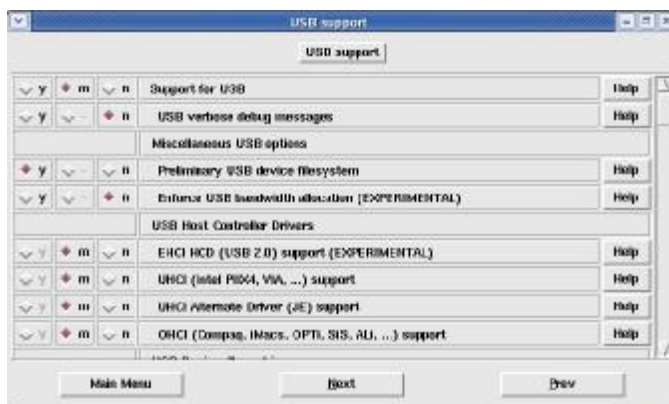 USB support
USB support
y m n Support for USB Help
y - n USB verbose debug messages Help
Miscellaneous USB options
y - n Preliminary USB device filesystem Help
y - n Enforce USB bandwidth allocation (EXPERIMENTAL) Help
USB Host Controller Drivers
y m n EHCI HCD (USB 2.0) support (EXPERIMENTAL) Help
y m n UHCI (Intel PIIX4, VIA, ...) support Help
y m n UHCI Alternate Driver (JE) support Help
y m n OHCI (Compaq, iMacs, OPTi, SiS, ALi, ...) support Help
Main Menu Next Prev